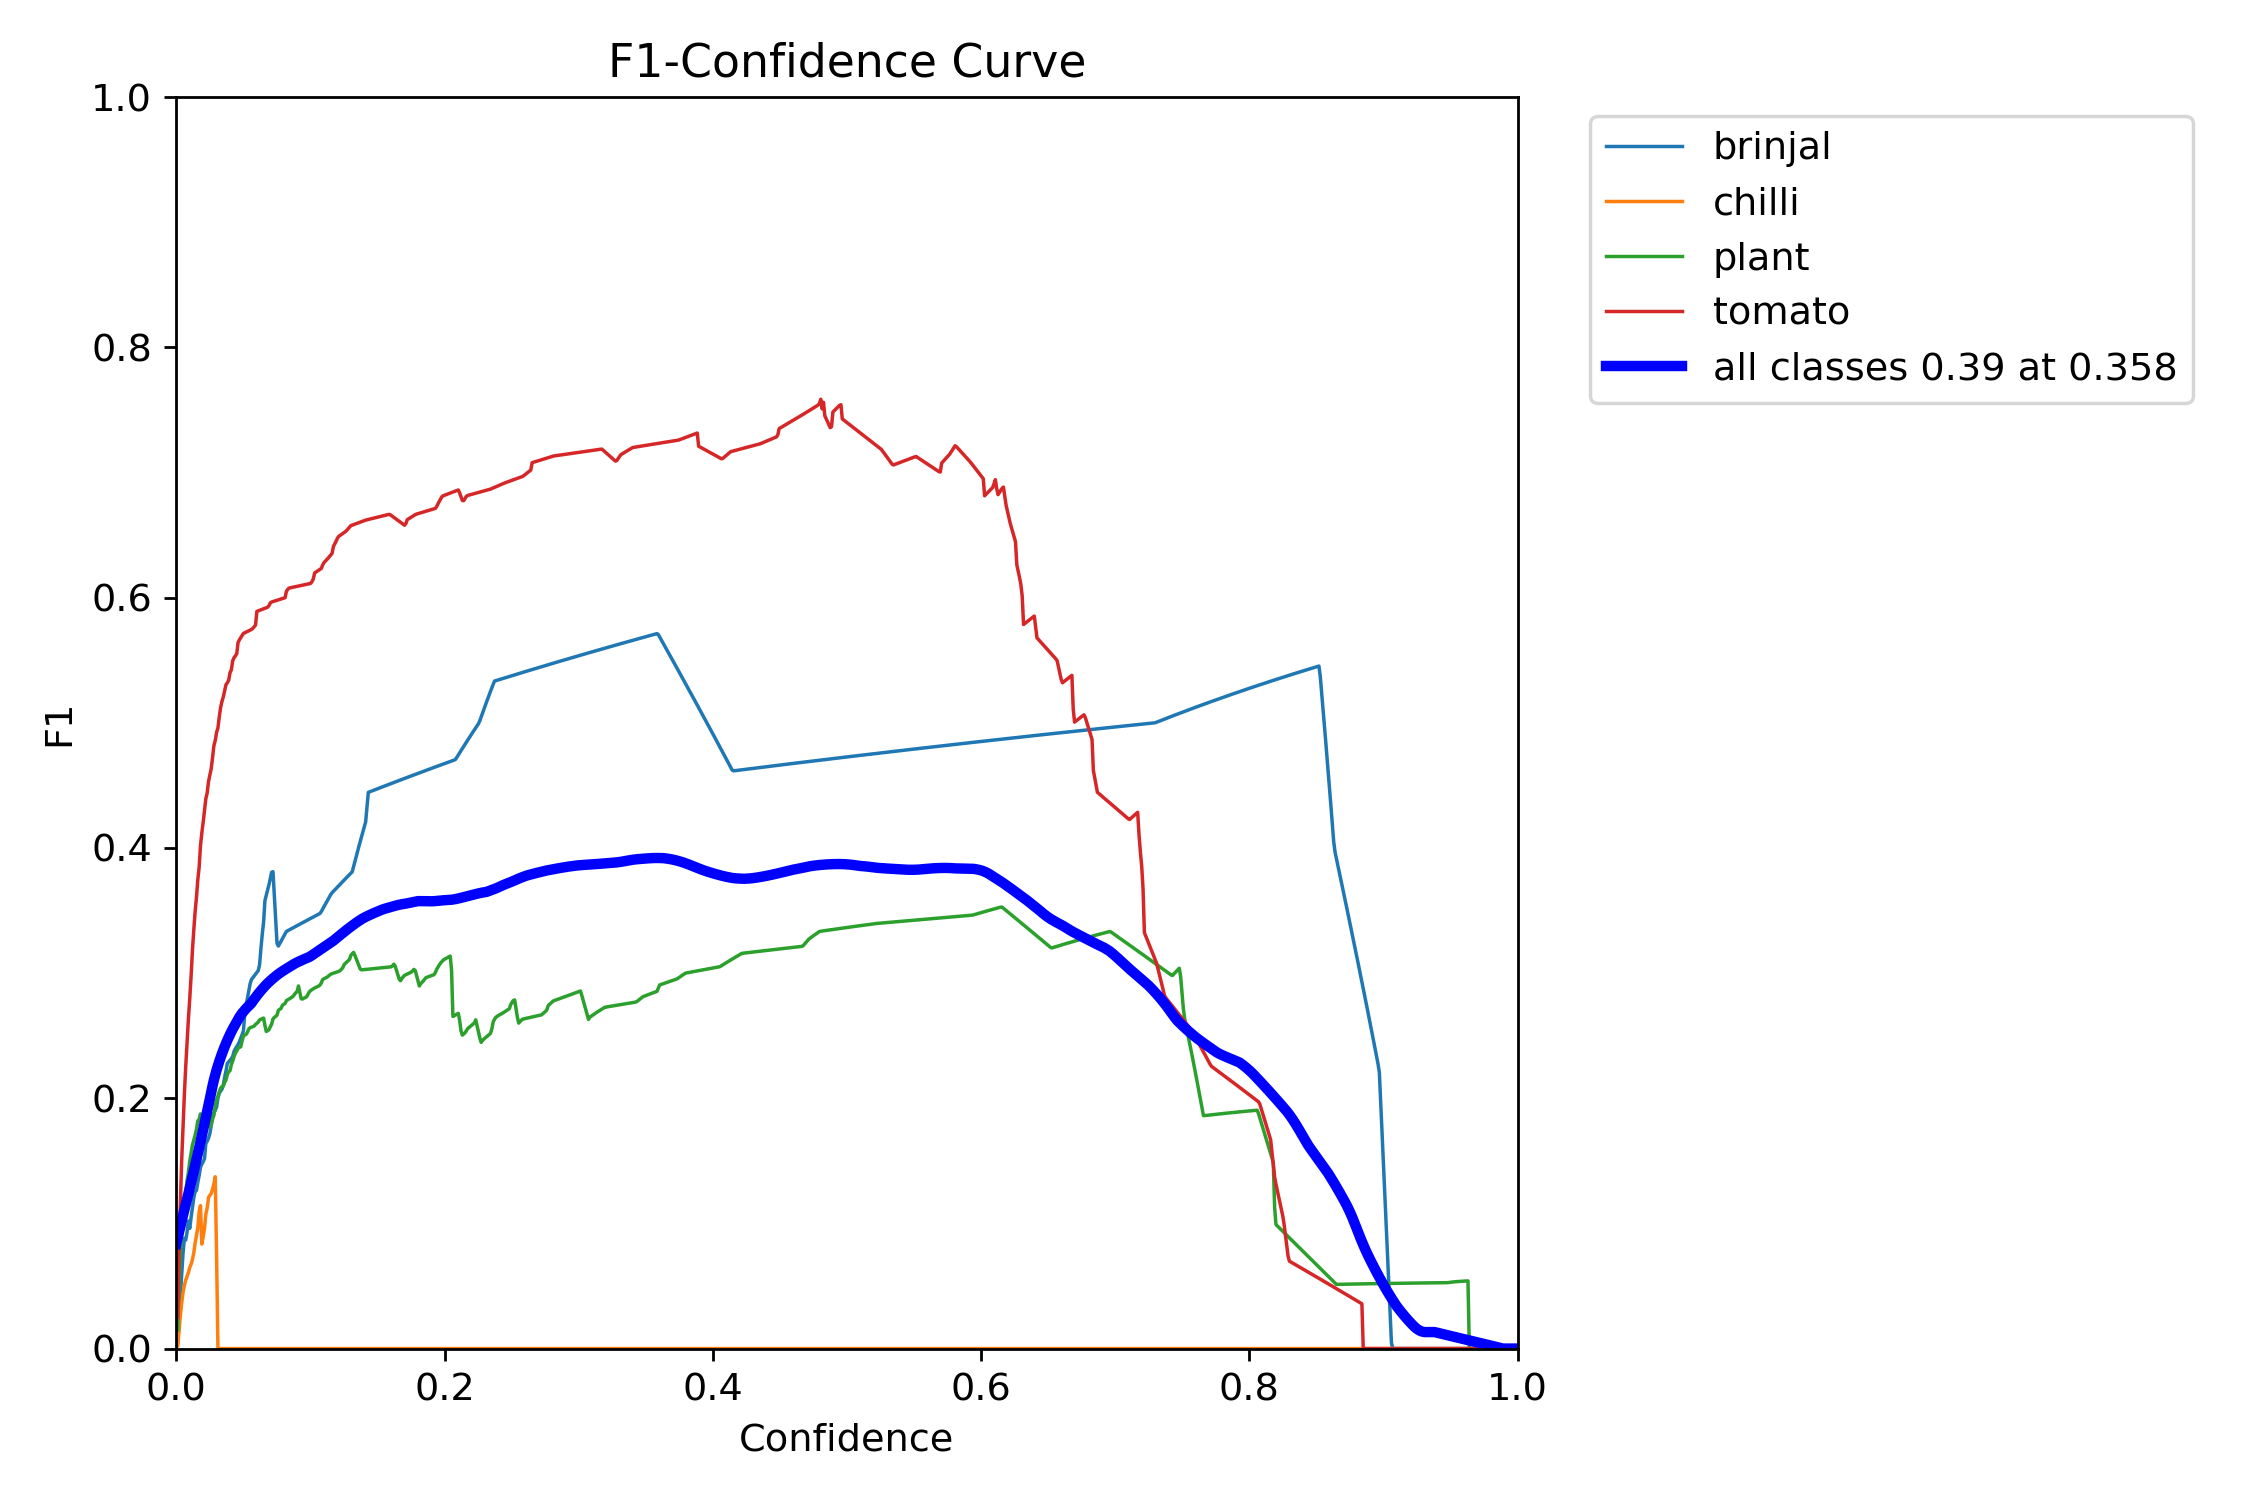 F1-Confidence Curve
1.0
0.8
0.6
0.4
0.2
0.0
F1
0.0 0.2 0.4 0.6 0.8 1.0
Confidence
brinjal
chilli
plant
tomato
all classes 0.39 at 0.358